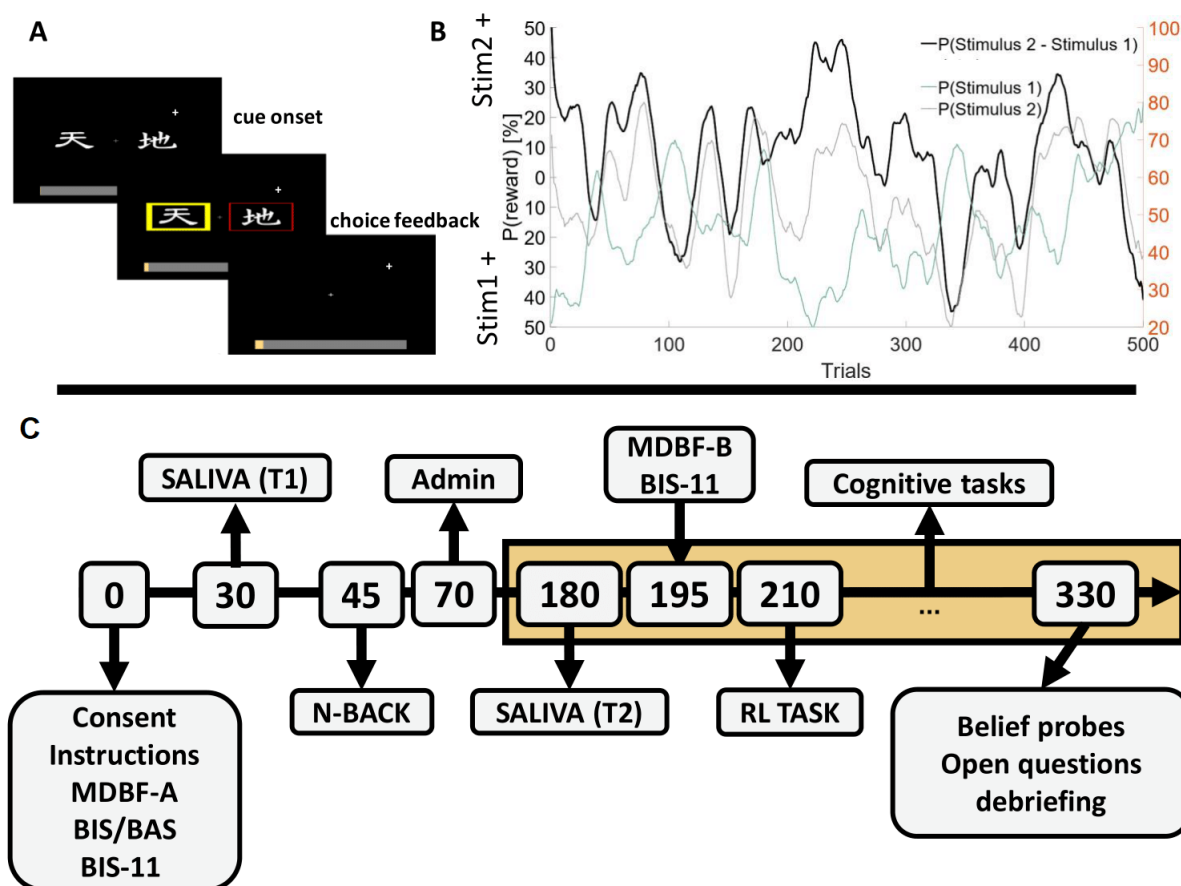 A
天 地
cue onset
天 地
choice feedback
B
Stim2 +
Stim1 +
P(reward) [%]
50
40
30
20
10
0
10
20
30
40
50
P(Stimulus 2 - Stimulus 1)
P(Stimulus 1)
P(Stimulus 2)
100
90
80
70
60
50
40
30
20
0 100 200 300 400 500
Trials
C
SALIVA (T1)
Admin
MDBF-B
BIS-11
Cognitive tasks
0 30 45 70 180 195 210 ... 330
Consent
Instructions
MDBF-A
BIS/BAS
BIS-11
N-BACK
SALIVA (T2)
RL TASK
Belief probes
Open questions
debriefing